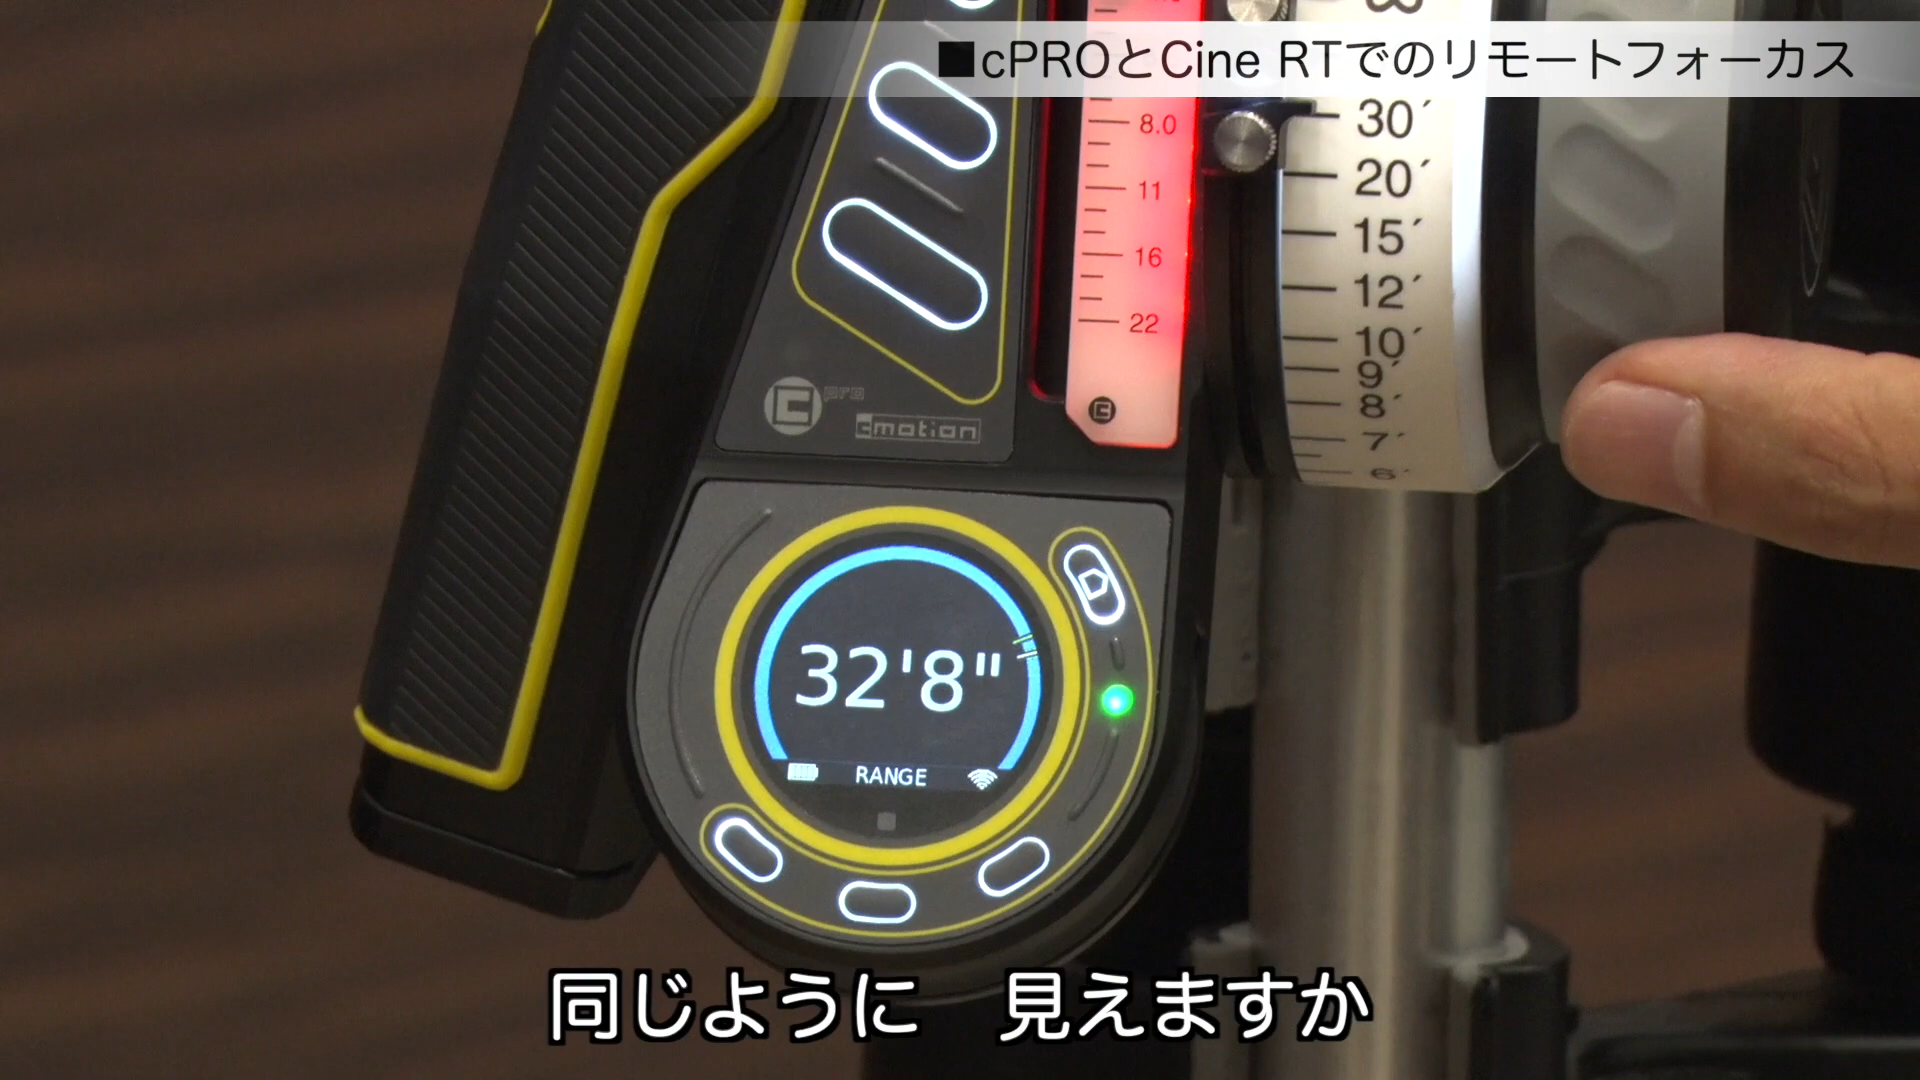 ■cPROとCine RTでのリモートフォーカス
8.0
11
16
22
30′
20′
15′
12′
10′
9′
8′
7′
6′
C pro
cmotion
32'8"
RANGE
同じように 見えますか